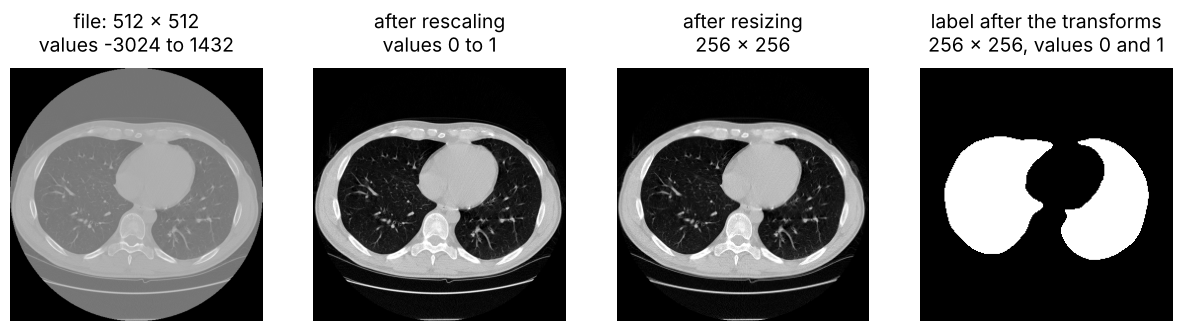 file: 512 × 512
values -3024 to 1432
after rescaling
values 0 to 1
after resizing
256 × 256
label after the transforms
256 × 256, values 0 and 1